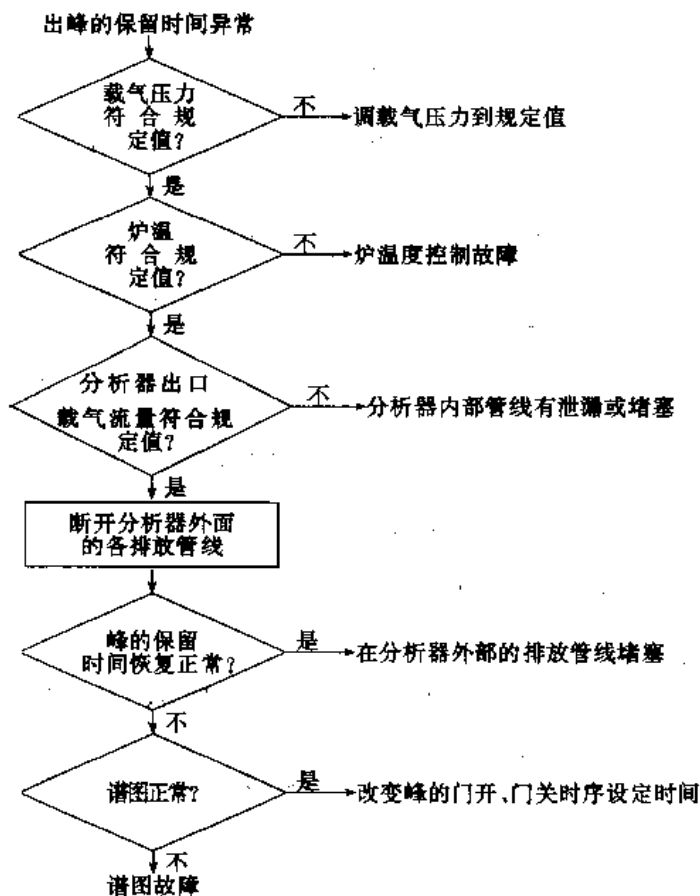 出峰的保留时间异常
载气压力
符合规
定值?
不
调载气压力到规定值
是
炉温
符合规
定值?
不
炉温度控制故障
是
分析器出口
载气流量符合规
定值?
不
分析器内部管线有泄漏或堵塞
是
断开分析器外面
的各排放管线
峰的保留
时间恢复正常?
是
在分析器外部的排放管线堵塞
不
谱图正常?
是
改变峰的门开、门关时序设定时间
不
谱图故障